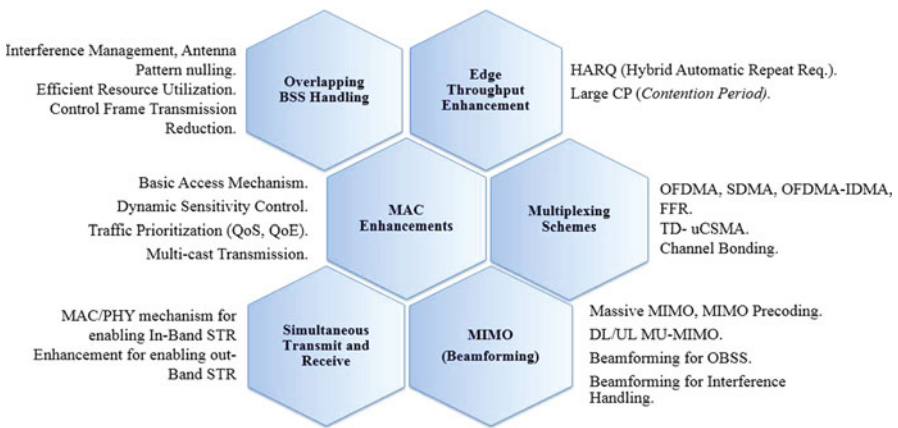 Interference Management, Antenna
Pattern nulling.
Efficient Resource Utilization.
Control Frame Transmission
Reduction.
Overlapping
BSS Handling
Edge
Throughput
Enhancement
HARQ (Hybrid Automatic Repeat Req.).
Large CP (Contention Period).
Basic Access Mechanism.
Dynamic Sensitivity Control.
Traffic Prioritization (QoS, QoE).
Multi-cast Transmission.
MAC
Enhancements
Multiplexing
Schemes
OFDMA, SDMA, OFDMA-IDMA,
FFR.
TD- uCSMA.
Channel Bonding.
MAC/PHY mechanism for
enabling In-Band STR
Enhancement for enabling out-
Band STR
Simultaneous
Transmit and
Receive
MIMO
(Beamforming)
Massive MIMO, MIMO Precoding.
DL/UL MU-MIMO.
Beamforming for OBSS.
Beamforming for Interference
Handling.